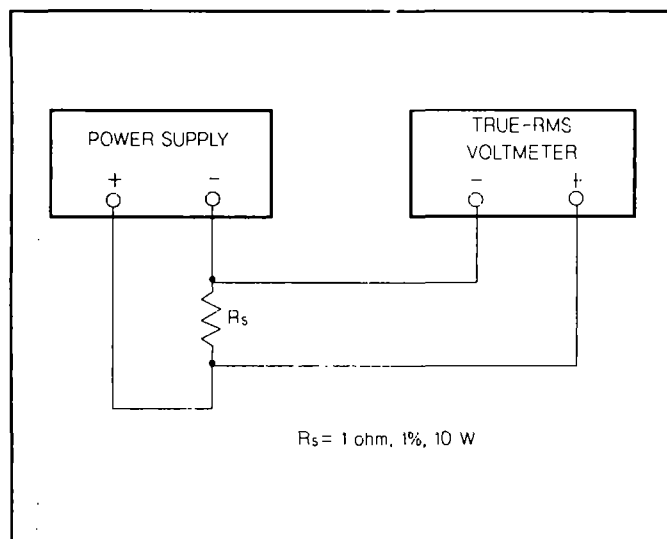 POWER SUPPLY
+ -
TRUE-RMS
VOLTMETER
- +
Rs
Rs = 1 ohm, 1%, 10 W